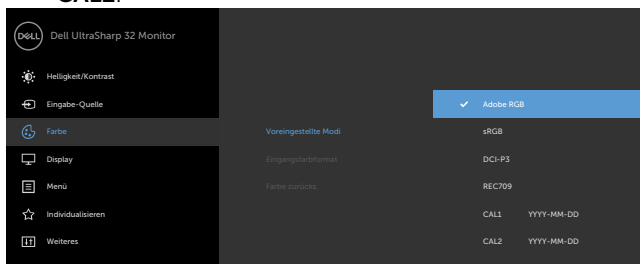 CAL2.
DELL Dell UltraSharp 32 Monitor
Helligkeit/Kontrast
Eingabe-Quelle Adobe RGB
Farbe Voreingestellte Modi sRGB
Display Eingangsfarbformat DCI-P3
Menü Farbe zurücks. REC709
Individualisieren CAL1 YYYY-MM-DD
Weiteres CAL2 YYYY-MM-DD